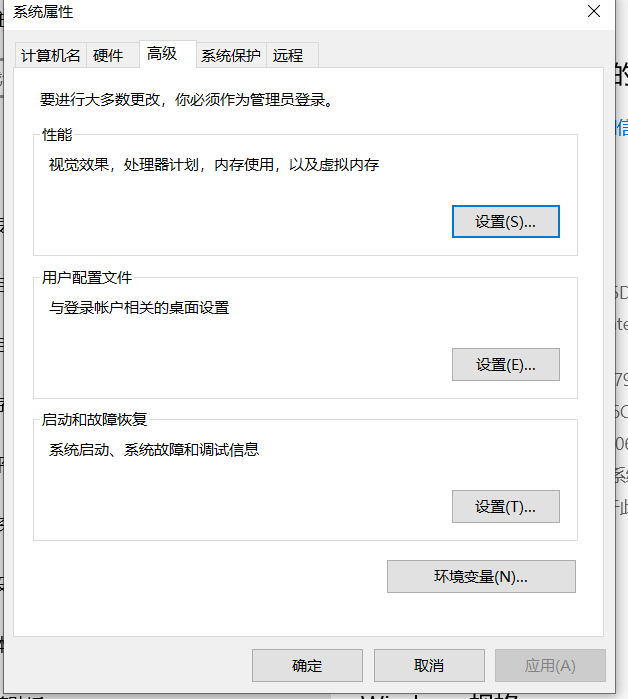 系统属性
计算机名
硬件
高级
系统保护
远程
要进行大多数更改，你必须作为管理员登录。
性能
视觉效果，处理器计划，内存使用，以及虚拟内存
设置(S)...
用户配置文件
与登录帐户相关的桌面设置
设置(E)...
启动和故障恢复
系统启动、系统故障和调试信息
设置(T)...
环境变量(N)...
确定
取消
应用(A)